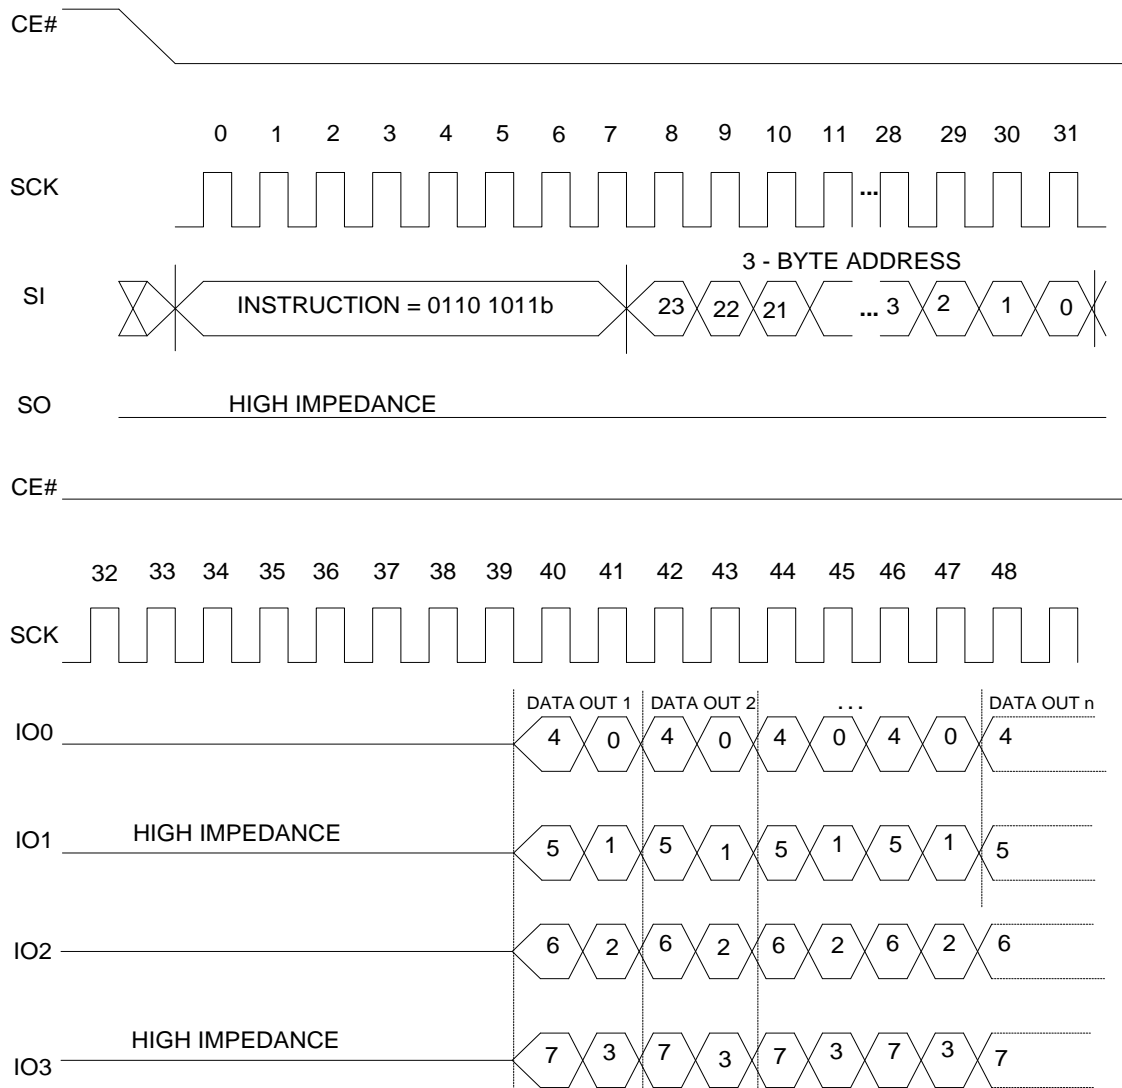 CE#
0 1 2 3 4 5 6 7 8 9 10 11 28 29 30 31
SCK ...
3 - BYTE ADDRESS
SI INSTRUCTION = 0110 1011b 23 22 21 ... 3 2 1 0
SO HIGH IMPEDANCE
CE#
32 33 34 35 36 37 38 39 40 41 42 43 44 45 46 47 48
SCK
DATA OUT 1 DATA OUT 2 ... DATA OUT n
IO0 4 0 4 0 4 0 4 0 4
IO1 HIGH IMPEDANCE 5 1 5 1 5 1 5 1 5
IO2 6 2 6 2 6 2 6 2 6
IO3 HIGH IMPEDANCE 7 3 7 3 7 3 7 3 7